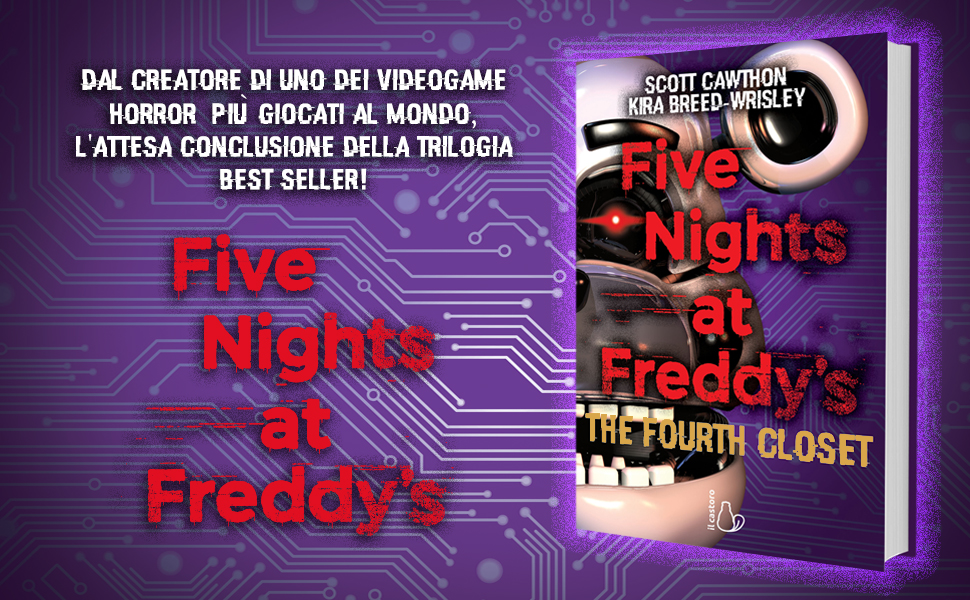 DAL CREATORE DI UNO DEI VIDEOGAME
HORROR PIÙ GIOCATI AL MONDO,
L'ATTESA CONCLUSIONE DELLA TRILOGIA
BEST SELLER!
Five
Nights
at
Freddy's
SCOTT CAWTHON
KIRA BREED-WRISLEY
Five
Nights
at
Freddy's
THE FOURTH CLOSET
il castoro